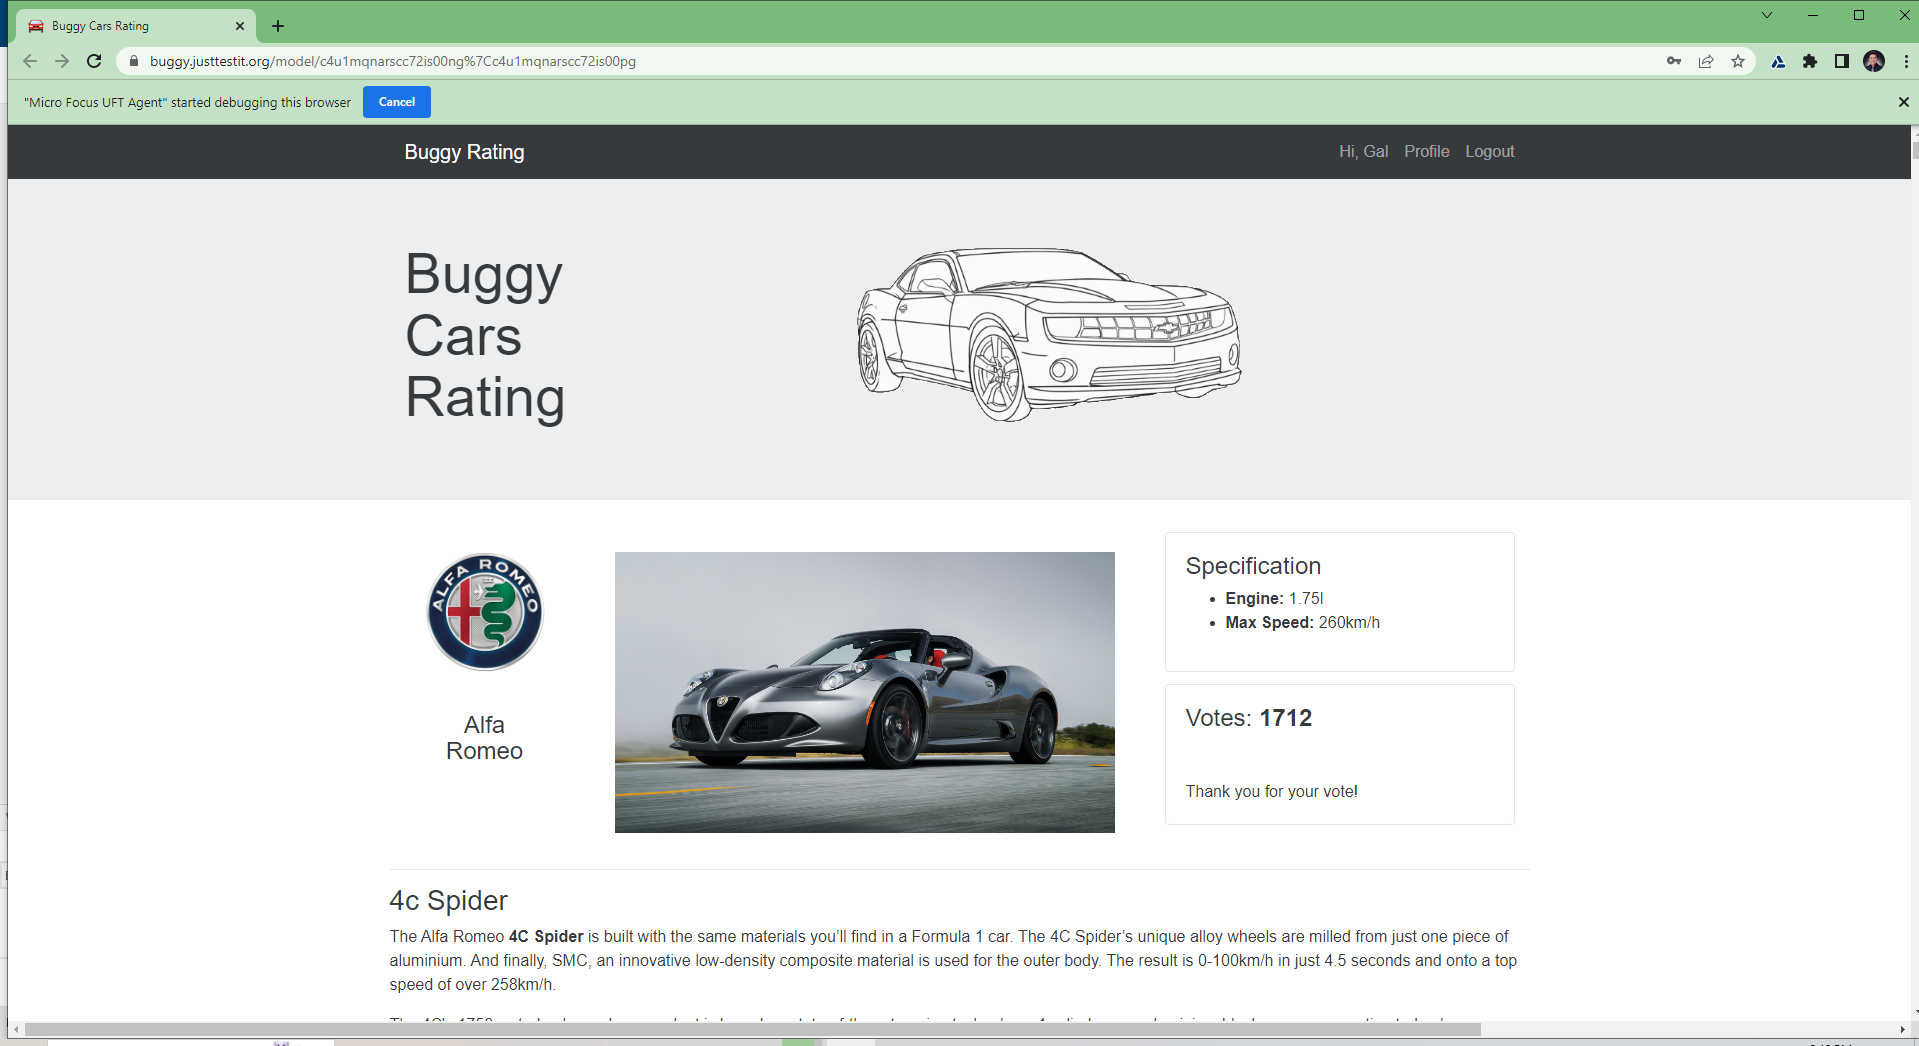 Buggy Cars Rating
buggy.justtestit.org/model/c4u1mqnarscc72is00ng%7Cc4u1mqnarscc72is00pg
"Micro Focus UFT Agent" started debugging this browser
Cancel
Buggy Rating
Hi, Gal
Profile
Logout
Buggy
Cars
Rating
ALFA ROMEO
Alfa
Romeo
Specification
• Engine: 1.75l
• Max Speed: 260km/h
Votes: 1712
Thank you for your vote!
4c Spider
The Alfa Romeo 4C Spider is built with the same materials you’ll find in a Formula 1 car. The 4C Spider’s unique alloy wheels are milled from just one piece of
aluminium. And finally, SMC, an innovative low-density composite material is used for the outer body. The result is 0-100km/h in just 4.5 seconds and onto a top
speed of over 258km/h.